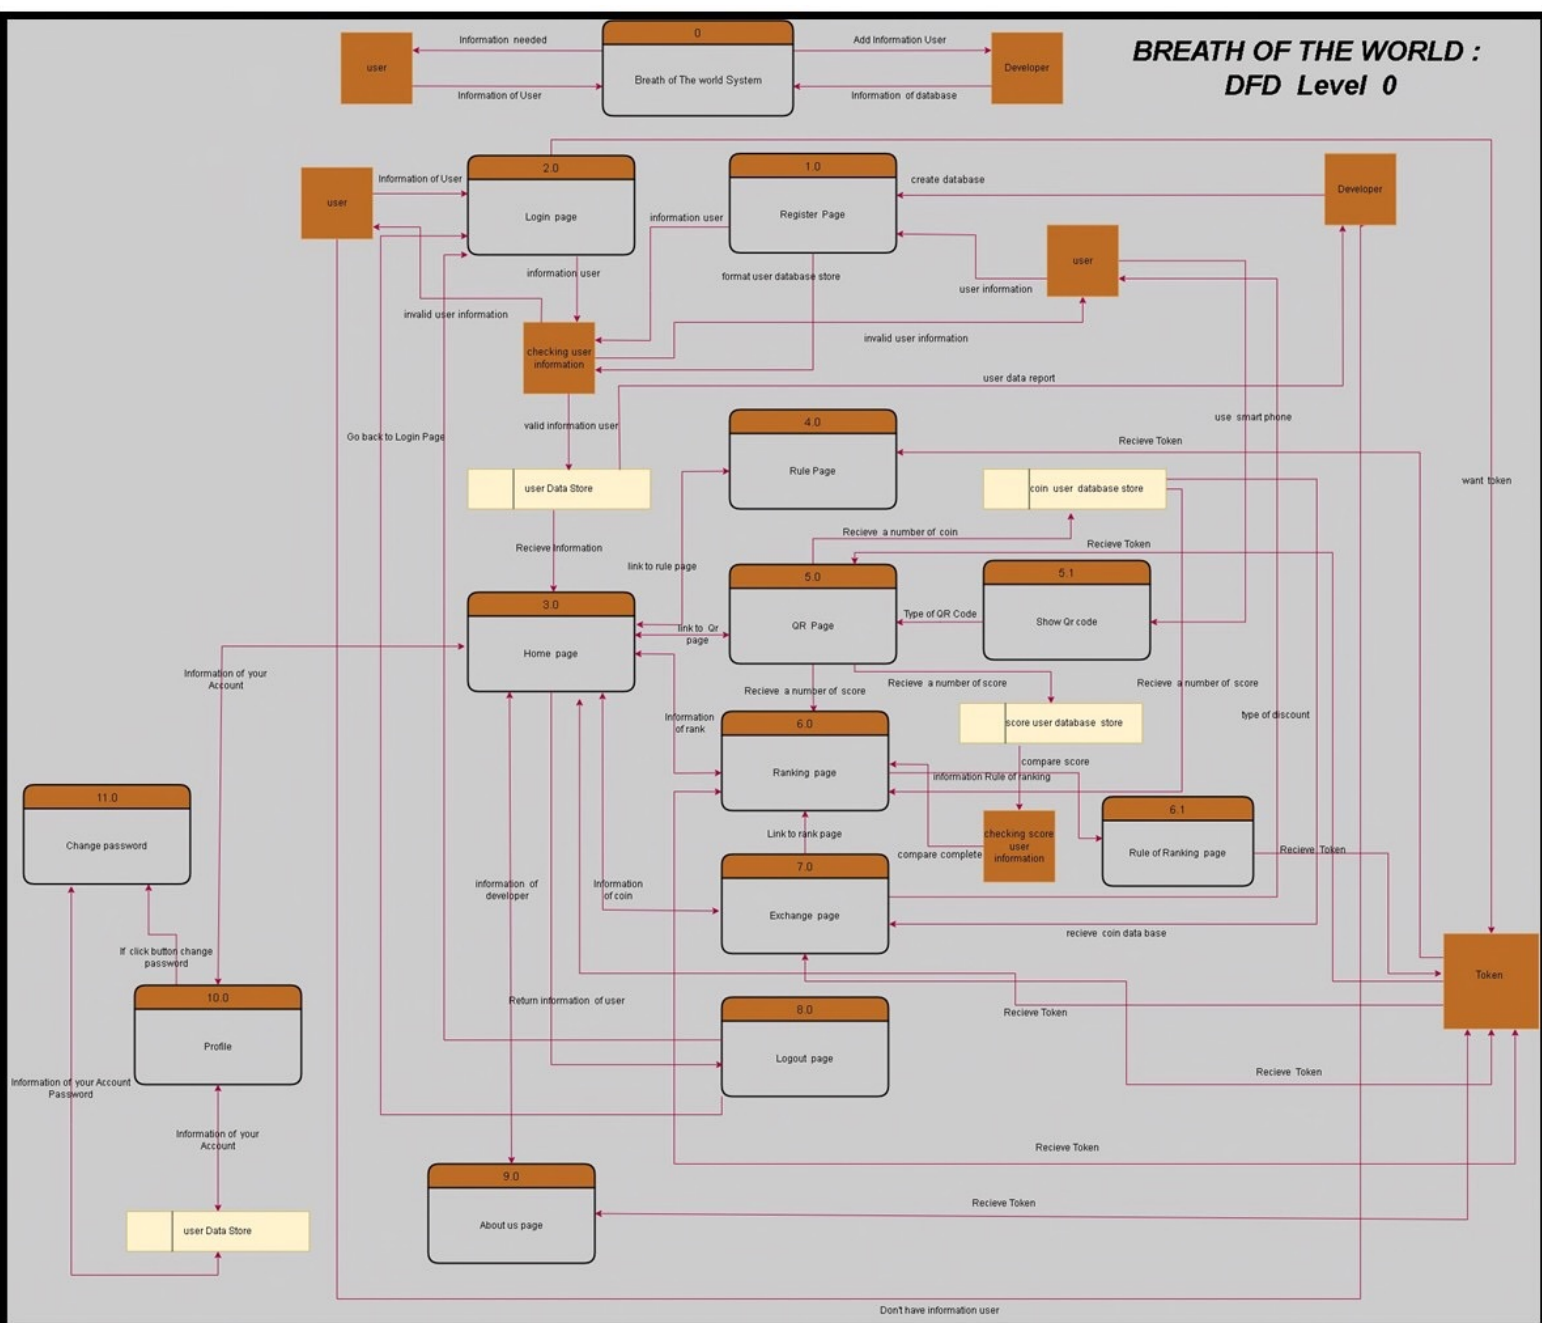 BREATH OF THE WORLD :
DFD Level 0
0
Breath of The world System
user
Information needed
Information of User
Add Information User
Information of database
Developer
user
Information of User
2.0
Login page
1.0
Register Page
create database
Developer
information user
information user
format user database store
user
user information
invalid user information
invalid user information
checking user
information
user data report
valid information user
Go back to Login Page
use smart phone
4.0
Rule Page
Recieve Token
want token
user Data Store
coin user database store
Recieve Information
Recieve a number of coin
Recieve Token
link to rule page
3.0
Home page
5.0
QR Page
5.1
Show Qr code
Type of QR Code
link to Qr
page
Information of your
Account
Recieve a number of score
Recieve a number of score
Recieve a number of score
Information
of rank
type of discount
6.0
Ranking page
score user database store
compare score
information Rule of ranking
11.0
Change password
Link to rank page
checking score
user
information
compare complete
6.1
Rule of Ranking page
Recieve Token
7.0
Exchange page
information of
developer
Information
of coin
recieve coin data base
If click button change
password
Token
10.0
Profile
Return information of user
8.0
Logout page
Recieve Token
Recieve Token
Information of your Account
Password
Information of your
Account
Recieve Token
9.0
About us page
Recieve Token
user Data Store
Don't have information user